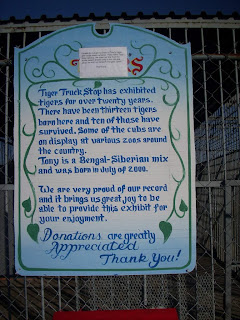 Tiger Truck Stop has exhibited
tigers for over twenty years.
There have been thirteen tigers
born here and ten of those have
survived. Some of the cubs are
on display at various zoos around
the country.
Tony is a Bengal-Siberian mix
and was born in July of 2000.
We are very proud of our record
and it brings us great joy to be
able to provide this exhibit for
your enjoyment.
Donations are greatly
Appreciated
Thank You!